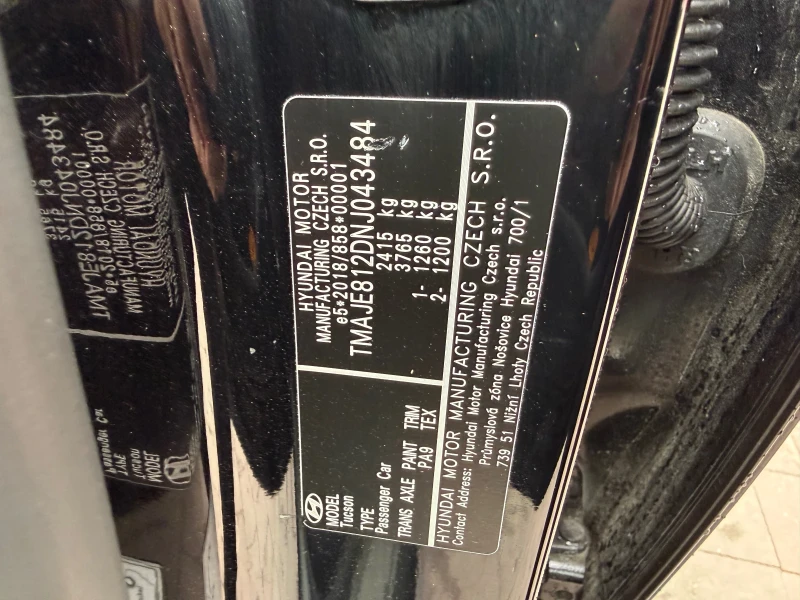 HYUNDAI MOTOR
MANUFACTURING CZECH S.R.O.
e5*2018/858*00001
TMAJE812DNJ043484
2415 kg
3765 kg
1- 1260 kg
2- 1200 kg
MODEL
Tucson
TYPE
Passenger Car
TRANS AXLE PAINT TRIM
PA9 TEX
HYUNDAI MOTOR MANUFACTURING CZECH S.R.O.
Contact Address: Hyundai Motor Manufacturing Czech s.r.o.
Průmyslová zóna Nošovice Hyundai 700/1
739 51 Nižní Lhoty Czech Republic